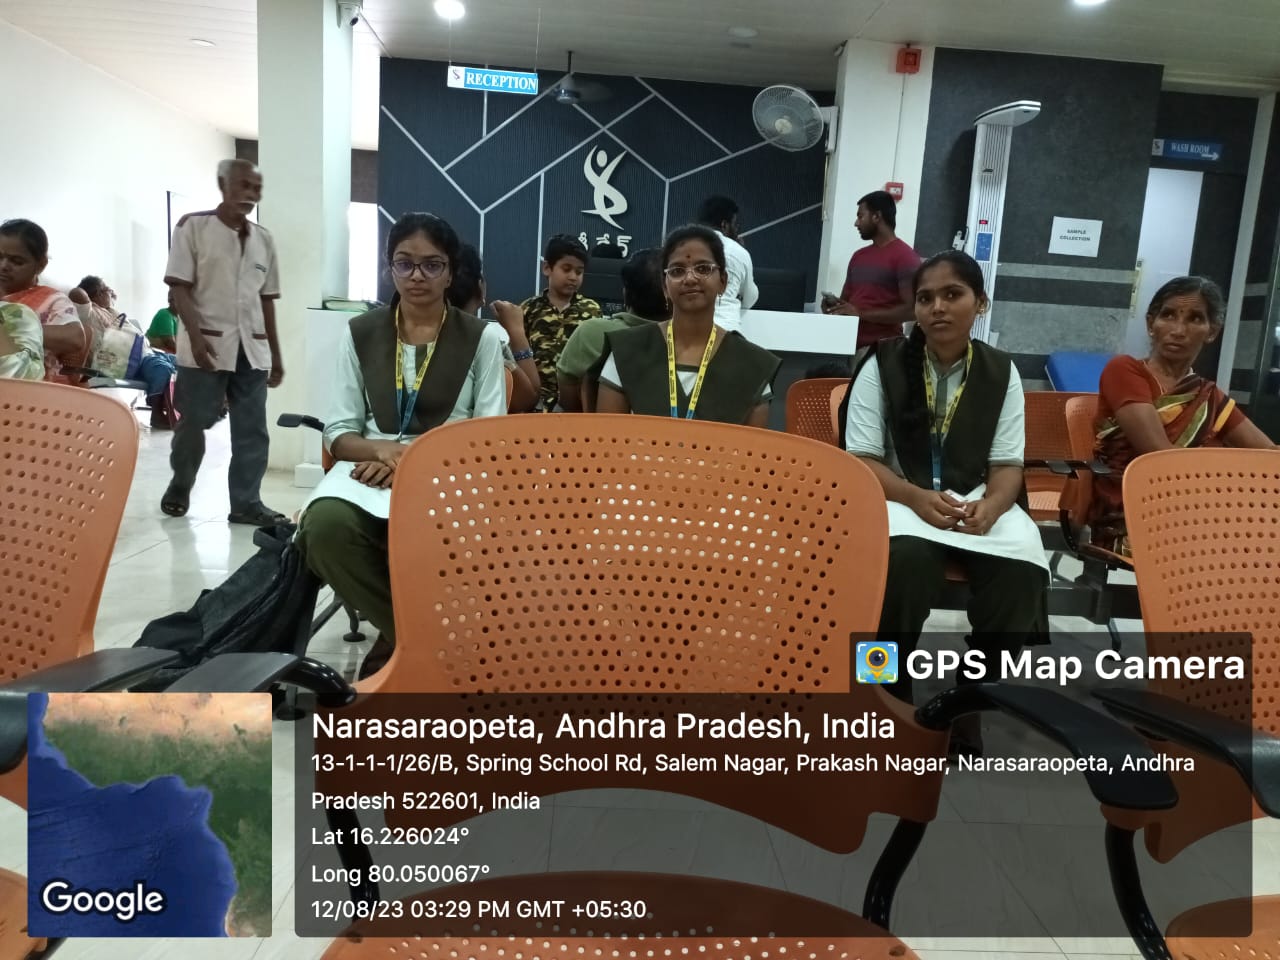 RECEPTION
WASH ROOM
SAMPLE
COLLECTION
GPS Map Camera
Narasaraopeta, Andhra Pradesh, India
13-1-1-1/26/B, Spring School Rd, Salem Nagar, Prakash Nagar, Narasaraopeta, Andhra
Pradesh 522601, India
Lat 16.226024°
Long 80.050067°
12/08/23 03:29 PM GMT +05:30
Google